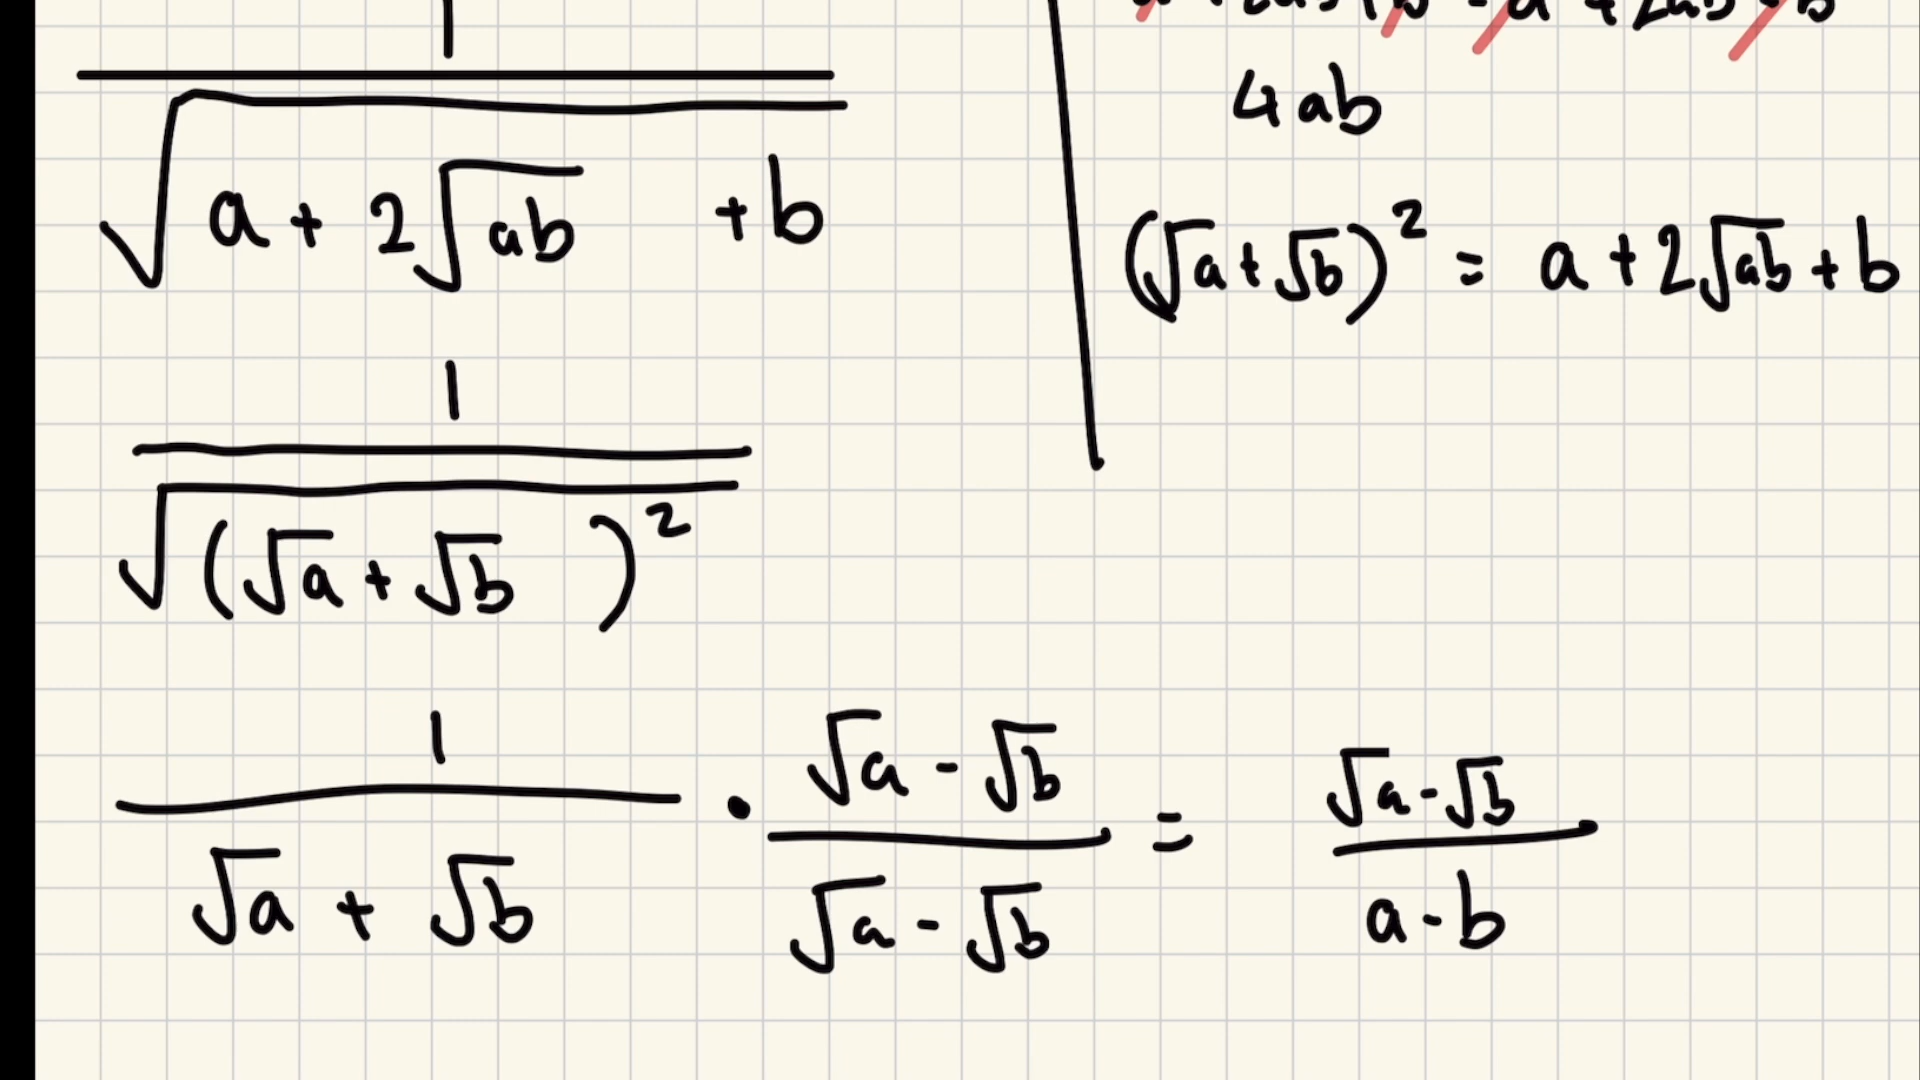 1
√(a + 2√(ab) + b)
4ab
(√a + √b)² = a + 2√(ab) + b
1
√((√a + √b)²)
1/(√a + √b) · (√a - √b)/(√a - √b) = (√a - √b)/(a - b)